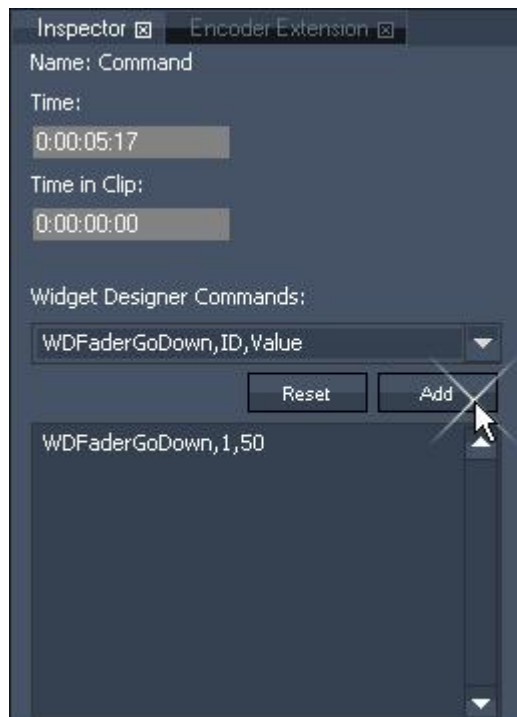 Inspector Encoder Extension
Name: Command
Time:
0:00:05:17
Time in Clip:
0:00:00:00
Widget Designer Commands:
WDFaderGoDown,ID,Value
Reset Add
WDFaderGoDown,1,50